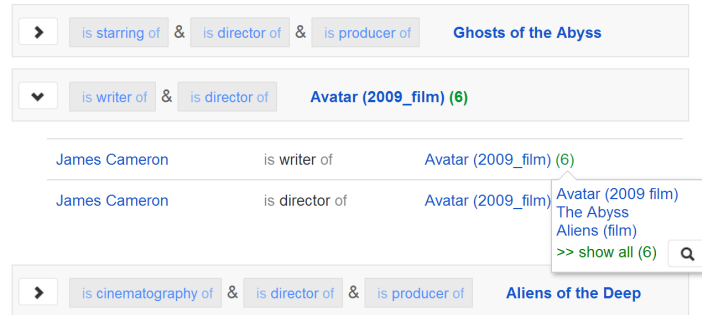 is starring of & is director of & is producer of Ghosts of the Abyss
is writer of & is director of Avatar (2009_film) (6)
James Cameron is writer of Avatar (2009_film) (6)
James Cameron is director of Avatar (2009_film)
Avatar (2009 film)
The Abyss
Aliens (film)
>> show all (6)
is cinematography of & is director of & is producer of Aliens of the Deep